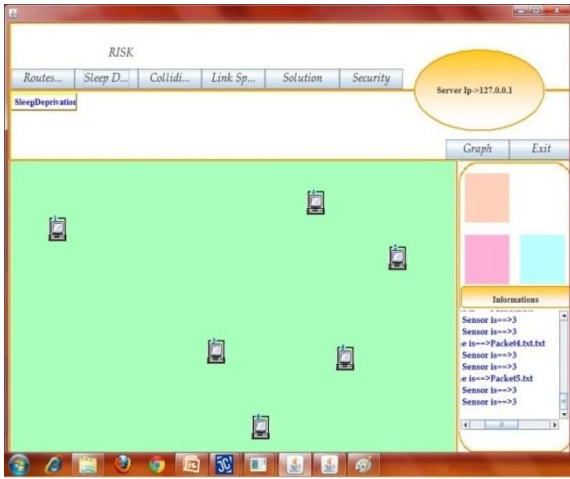 RISK
Routes...
Sleep D...
Collidi...
Link Sp...
Solution
Security
Server Ip->127.0.0.1
SleepDeprivation
Graph
Exit
Informations
Sensor is==>3
Sensor is==>3
e is==>Packet4.txt.txt
Sensor is==>3
Sensor is==>3
e is==>Packet5.txt
Sensor is==>3
Sensor is==>3